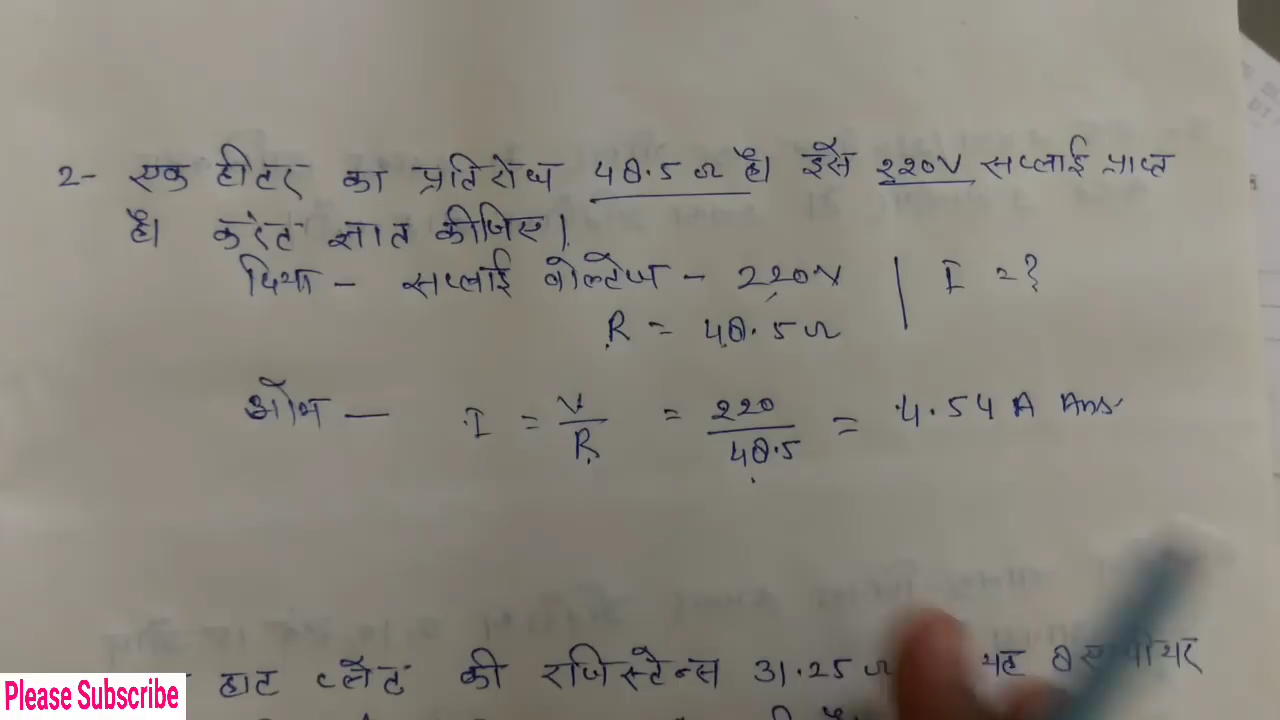 2- एक हीटर का प्रतिरोध 48.5 Ω है। इसे 220V सप्लाई प्राप्त
है। करंट ज्ञात कीजिए।
दिया - सप्लाई वोल्टेज - 220V | I = ?
R = 48.5 Ω
ओम — I = V/R = 220/48.5 = 4.54 A Ans.
हाट प्लेट की रजिस्टेन्स 31.25 Ω यह 8 एम्पीयर
Please Subscribe